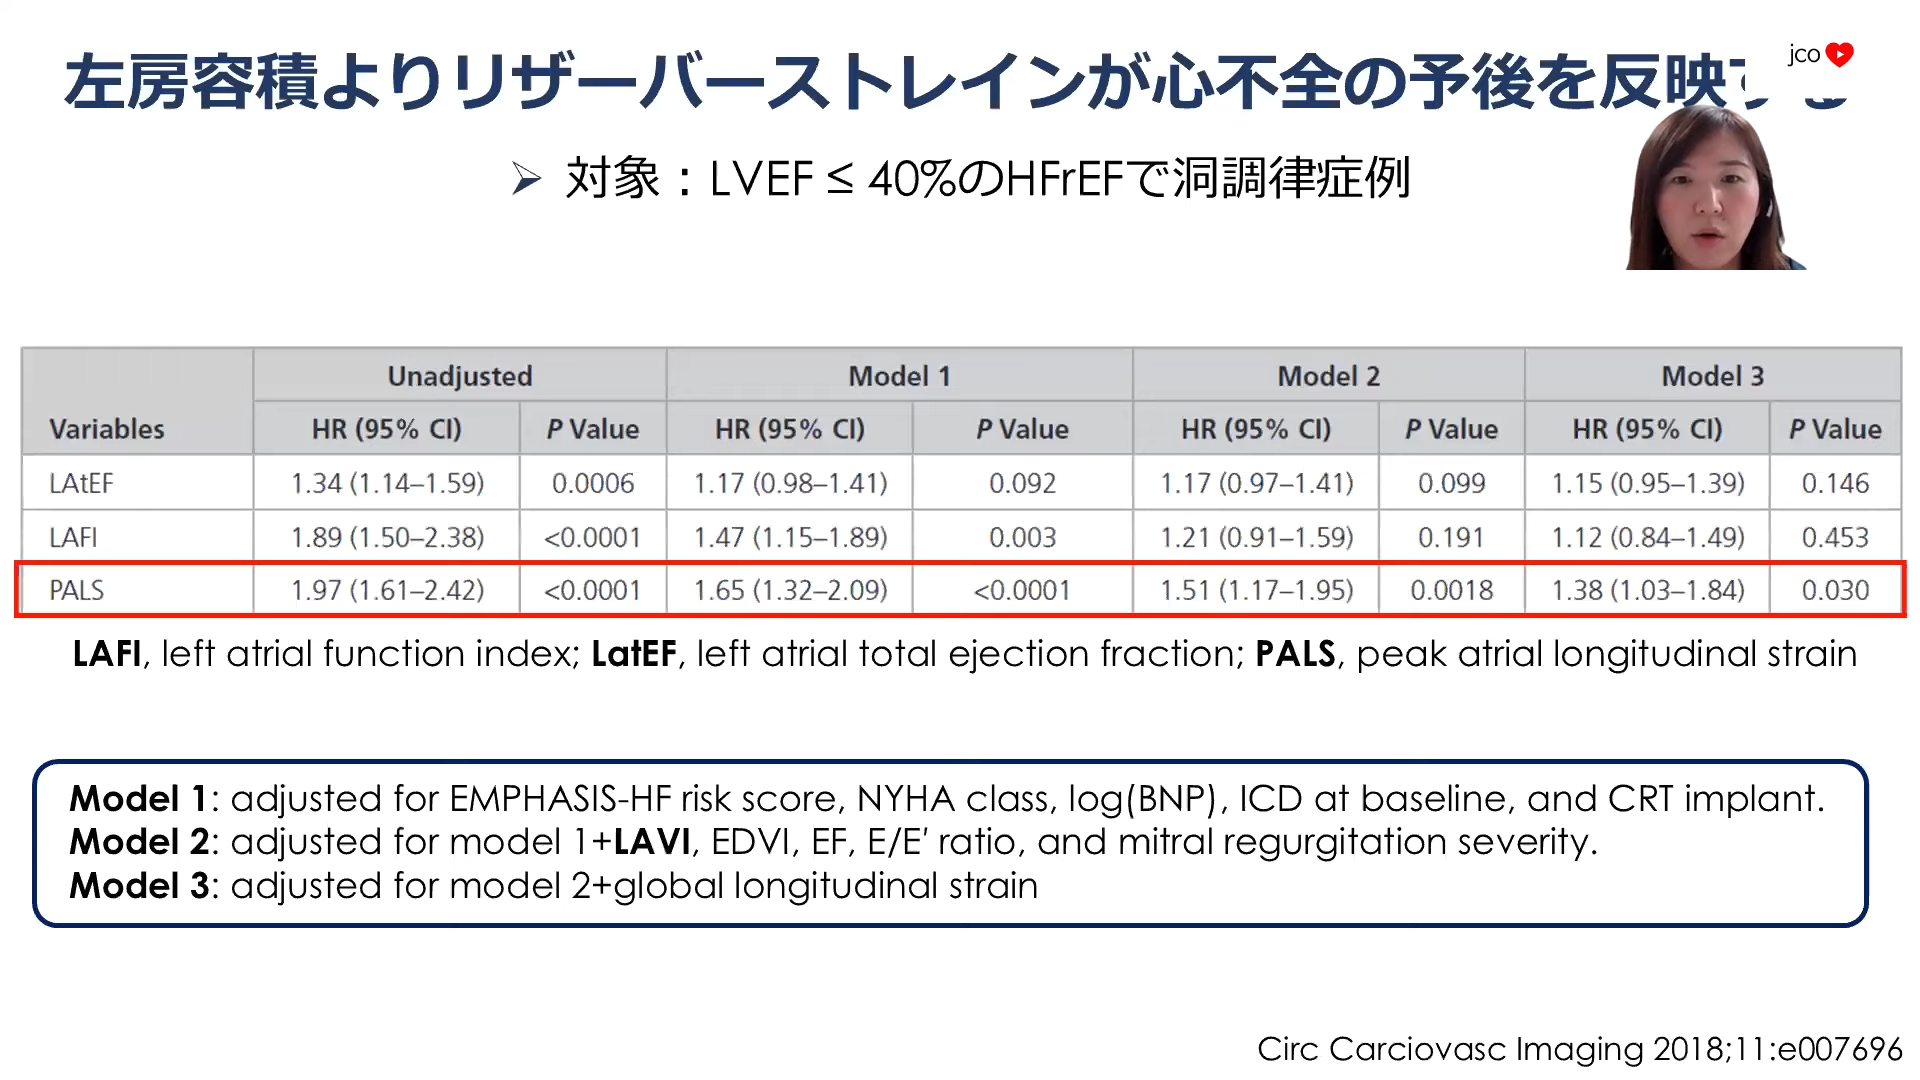 左房容積よりリザーバーストレインが心不全の予後を反映する
jco
➢ 対象：LVEF ≤ 40%のHFrEFで洞調律症例
Variables Unadjusted Model 1 Model 2 Model 3
HR (95% CI) P Value HR (95% CI) P Value HR (95% CI) P Value HR (95% CI) P Value
LAtEF 1.34 (1.14–1.59) 0.0006 1.17 (0.98–1.41) 0.092 1.17 (0.97–1.41) 0.099 1.15 (0.95–1.39) 0.146
LAFI 1.89 (1.50–2.38) <0.0001 1.47 (1.15–1.89) 0.003 1.21 (0.91–1.59) 0.191 1.12 (0.84–1.49) 0.453
PALS 1.97 (1.61–2.42) <0.0001 1.65 (1.32–2.09) <0.0001 1.51 (1.17–1.95) 0.0018 1.38 (1.03–1.84) 0.030
LAFI, left atrial function index; LatEF, left atrial total ejection fraction; PALS, peak atrial longitudinal strain
Model 1: adjusted for EMPHASIS-HF risk score, NYHA class, log(BNP), ICD at baseline, and CRT implant.
Model 2: adjusted for model 1+LAVI, EDVI, EF, E/E′ ratio, and mitral regurgitation severity.
Model 3: adjusted for model 2+global longitudinal strain
Circ Carciovasc Imaging 2018;11:e007696